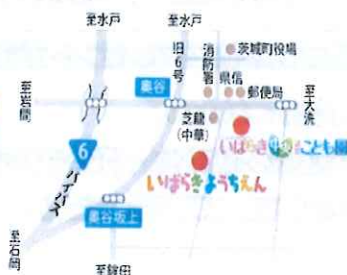 至水戸
至水戸
旧6号
消防署
茨城町役場
県信
郵便局
至岩間
奥谷
至大洗
芝龍
(中華)
いばらき中央こども園
6
バイパス
いばらきようちえん
奥谷坂上
至石岡
至鉾田